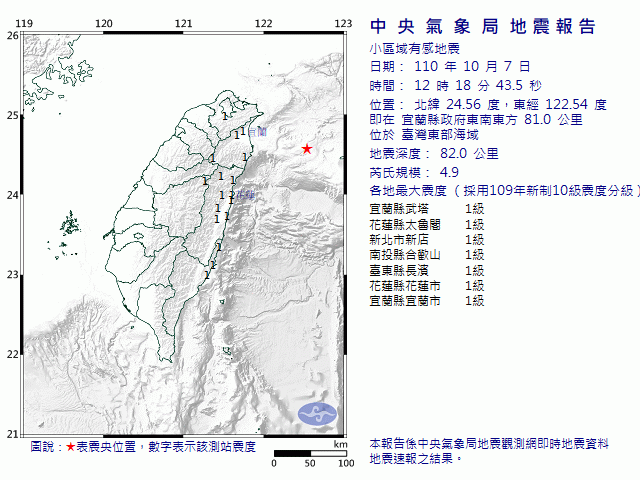 119 120 121 122 123
26
25
24
23
22
21
宜蘭
花蓮
1 1 1 1 1 1 1 1 1 1 1 1 1 1 1 1 1
圖說：★表震央位置，數字表示該測站震度
km
0 50 100
中央氣象局地震報告
小區域有感地震
日期： 110 年 10 月 7 日
時間： 12 時 18 分 43.5 秒
位置： 北緯 24.56 度，東經 122.54 度
即在 宜蘭縣政府東南東方 81.0 公里
位於 臺灣東部海域
地震深度： 82.0 公里
芮氏規模： 4.9
各地最大震度（採用109年新制10級震度分級）
宜蘭縣武塔 1級
花蓮縣太魯閣 1級
新北市新店 1級
南投縣合歡山 1級
臺東縣長濱 1級
花蓮縣花蓮市 1級
宜蘭縣宜蘭市 1級
本報告係中央氣象局地震觀測網即時地震資料
地震速報之結果。